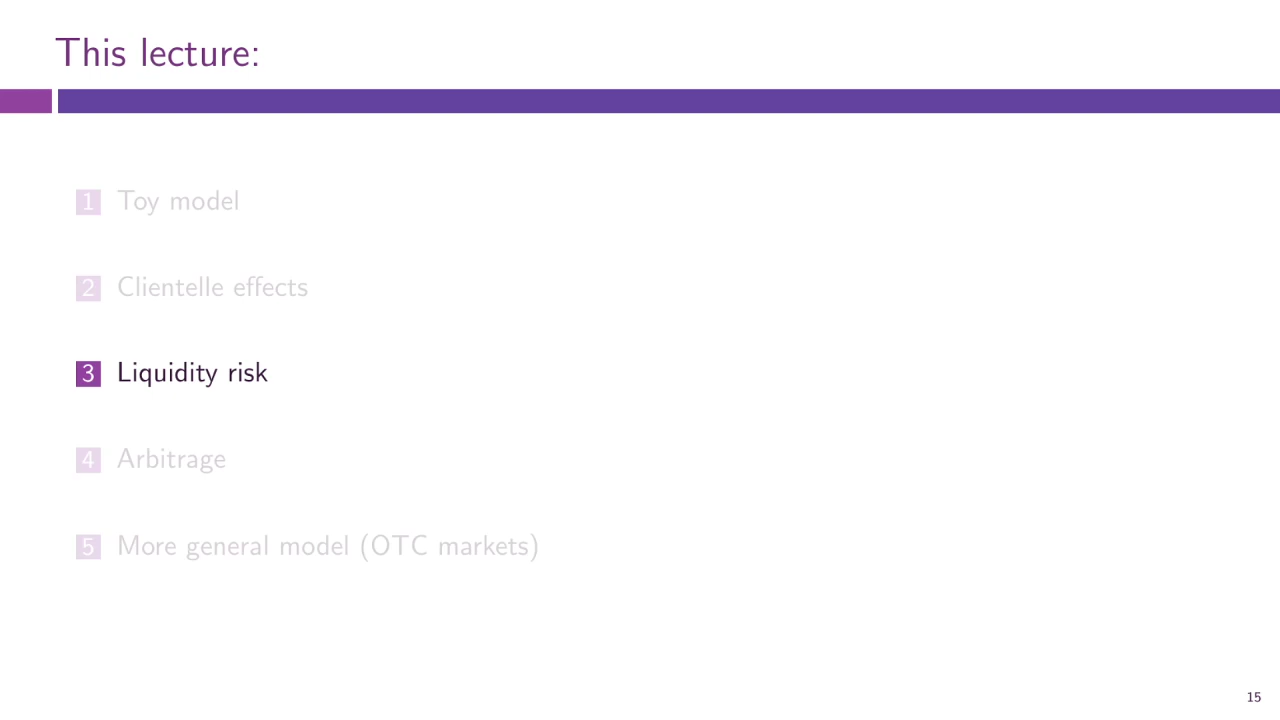 This lecture:
1 Toy model
2 Clientelle effects
3 Liquidity risk
4 Arbitrage
5 More general model (OTC markets)
15